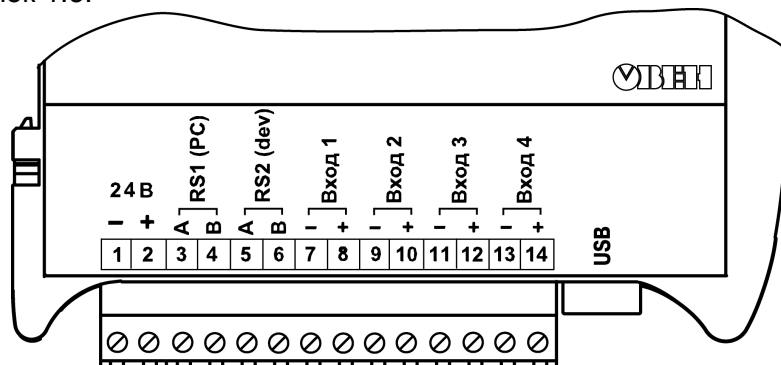 ОВЕН
24В
RS1 (PC)
RS2 (dev)
Вход 1
Вход 2
Вход 3
Вход 4
− + A B A B − + − + − + − +
1 2 3 4 5 6 7 8 9 10 11 12 13 14
USB